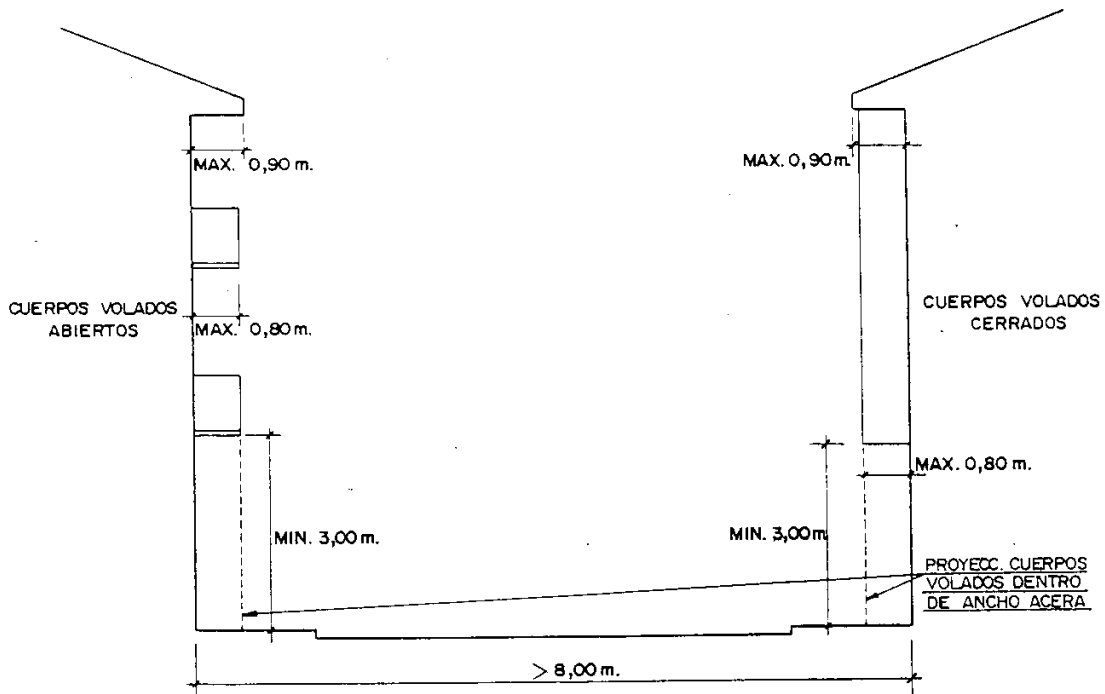 MAX. 0,90 m.
MAX. 0,90 m.
CUERPOS VOLADOS
ABIERTOS
MAX. 0,80 m.
CUERPOS VOLADOS
CERRADOS
MAX. 0,80 m.
MIN. 3,00 m.
MIN. 3,00 m
PROYECC. CUERPOS
VOLADOS DENTRO
DE ANCHO ACERA
> 8,00 m.